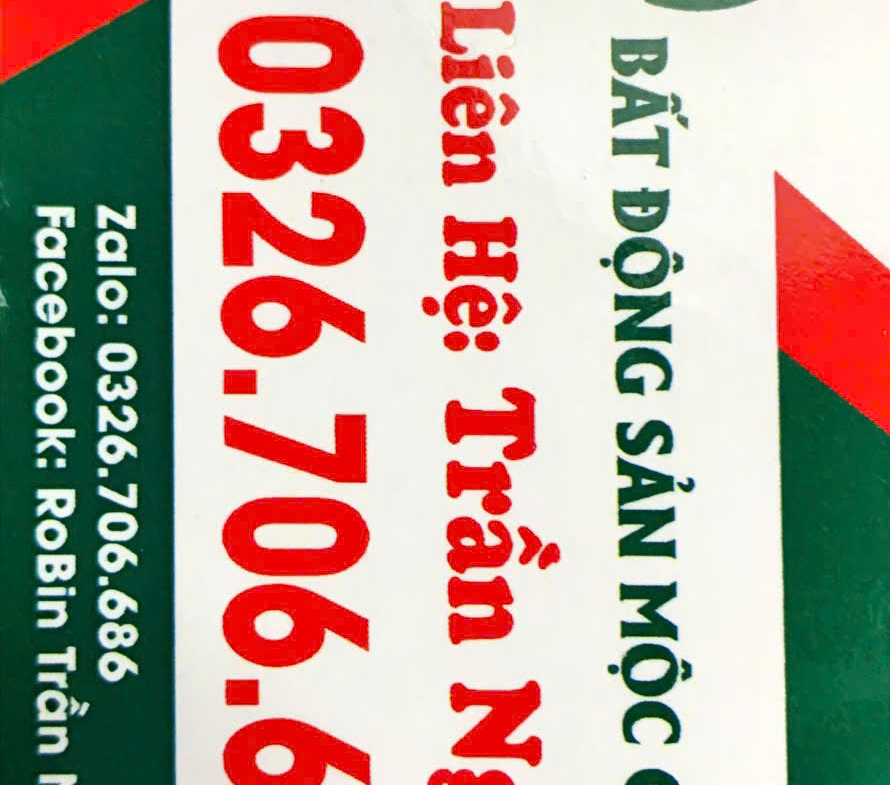 BẤT ĐỘNG SẢN MỘC
Liên Hệ: Trần
0326.706.6
Zalo: 0326.706.686
Facebook: RoBin Trần